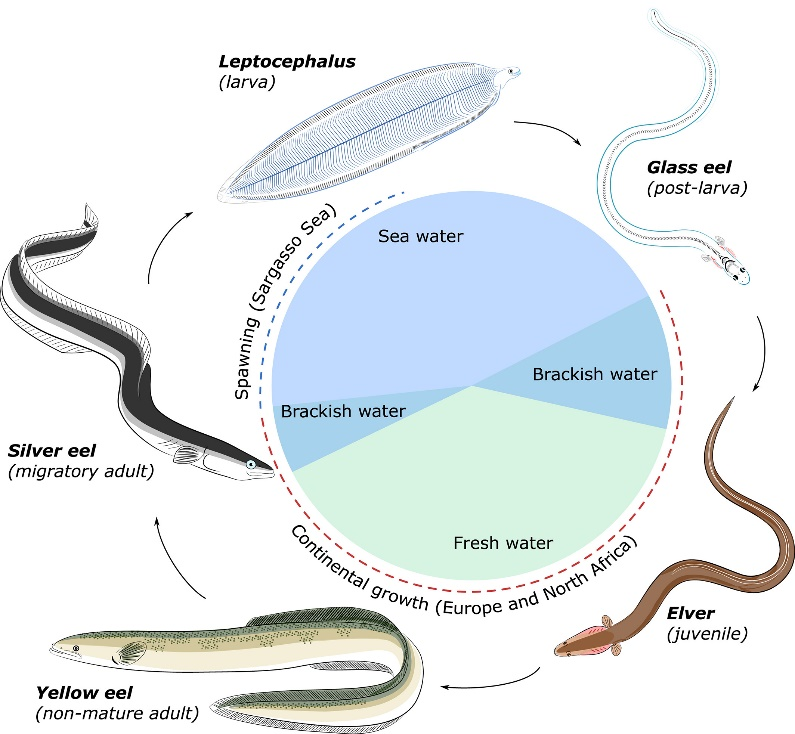 Leptocephalus
(larva)
Glass eel
(post-larva)
Sea water
Spawning (Sargasso Sea)
Brackish water
Brackish water
Silver eel
(migratory adult)
Fresh water
Continental growth (Europe and North Africa)
Elver
(juvenile)
Yellow eel
(non-mature adult)